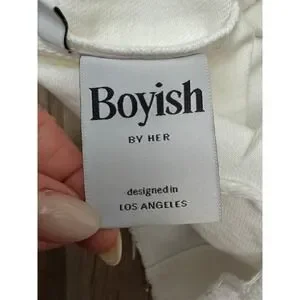 Boyish
BY HER
designed in
LOS ANGELES